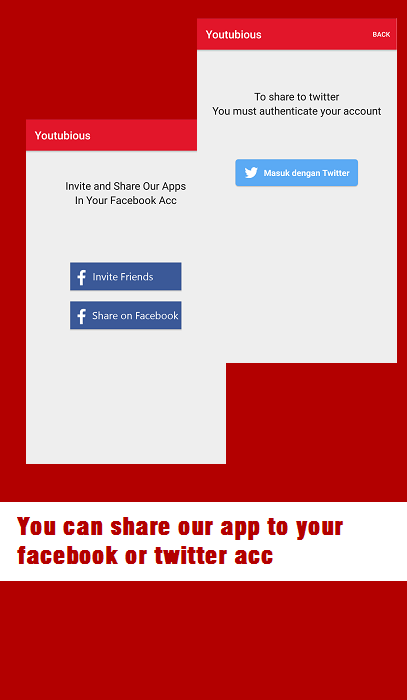 Youtubious
BACK
To share to twitter
You must authenticate your account
Masuk dengan Twitter
Youtubious
Invite and Share Our Apps
In Your Facebook Acc
Invite Friends
Share on Facebook
You can share our app to your
facebook or twitter acc